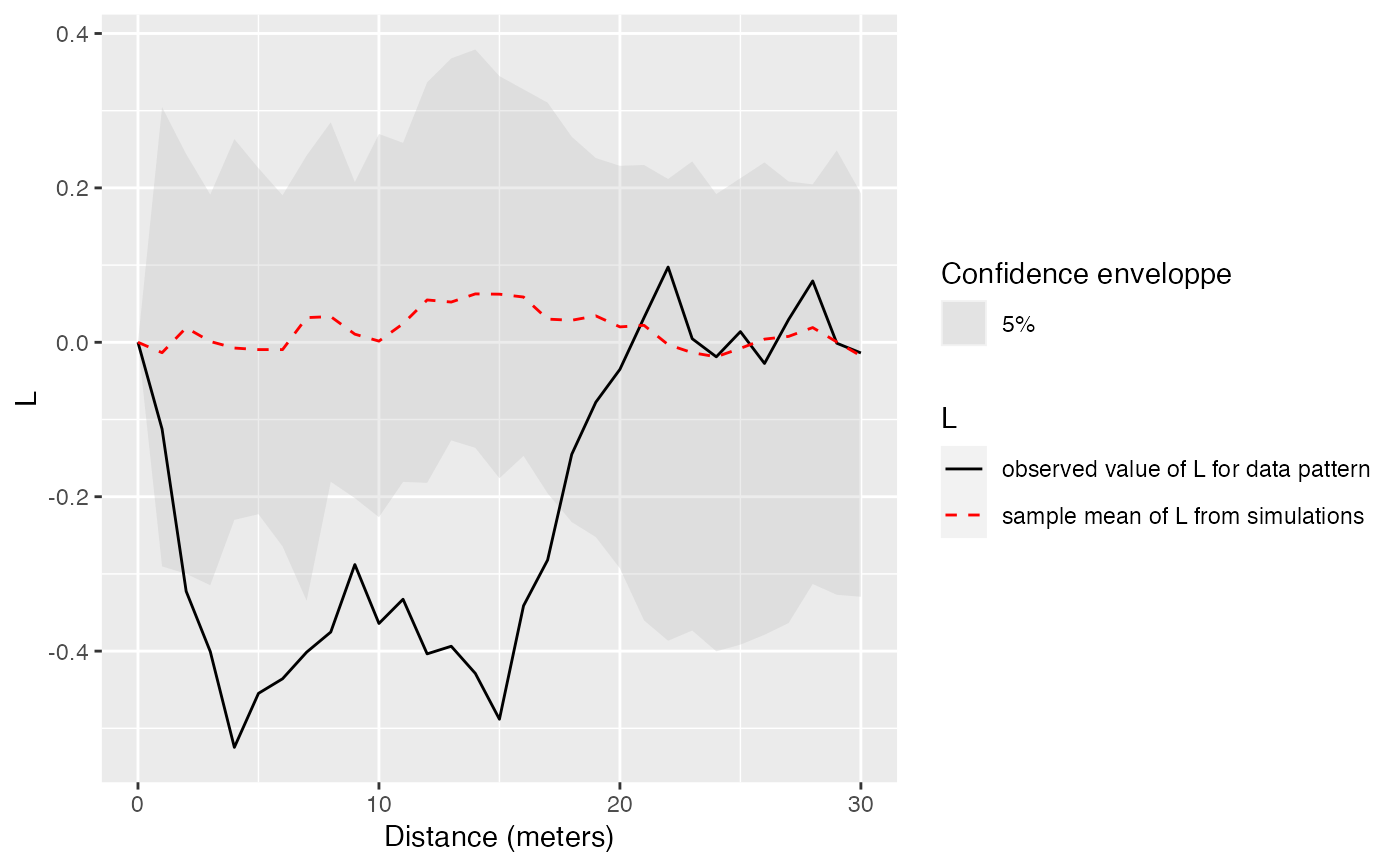 0.4
0.2
0.0
-0.2
-0.4
L
0
10
20
30
Distance (meters)
Confidence enveloppe
5%
L
observed value of L for data pattern
sample mean of L from simulations